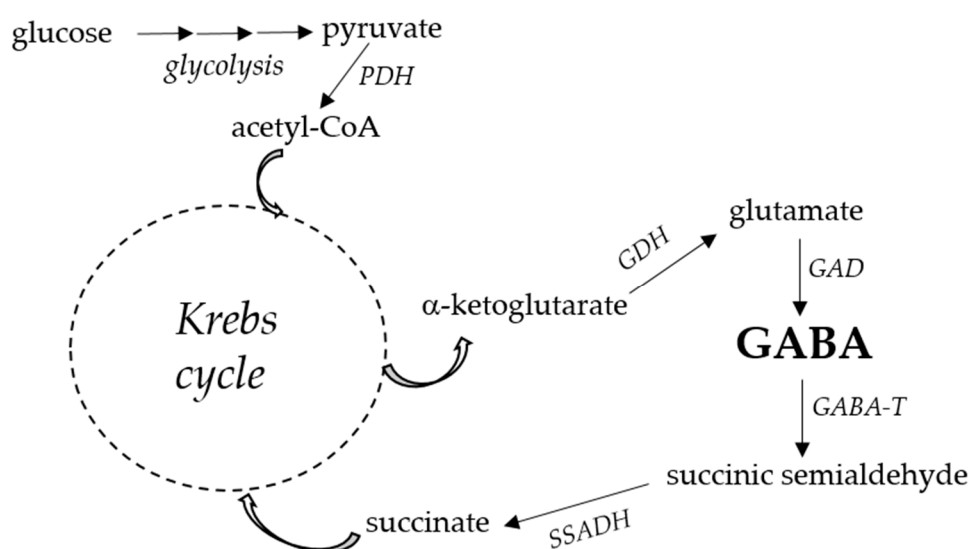 glucose
pyruvate
glycolysis
PDH
acetyl-CoA
glutamate
GDH
GAD
α-ketoglutarate
Krebs
cycle
GABA
GABA-T
succinic semialdehyde
succinate
SSADH